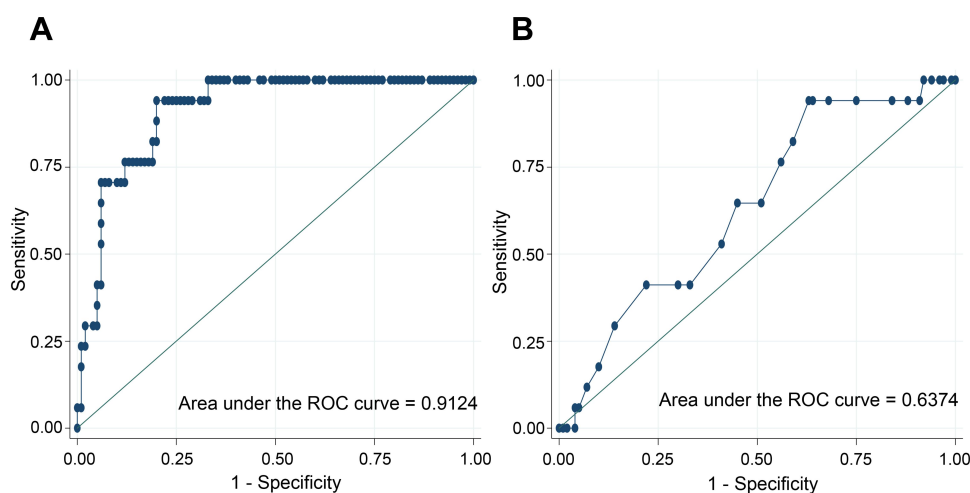 A
1.00
0.75
0.50
0.25
0.00
Sensitivity
Area under the ROC curve = 0.9124
0.00 0.25 0.50 0.75 1.00
1 - Specificity
B
1.00
0.75
0.50
0.25
0.00
Sensitivity
Area under the ROC curve = 0.6374
0.00 0.25 0.50 0.75 1.00
1 - Specificity